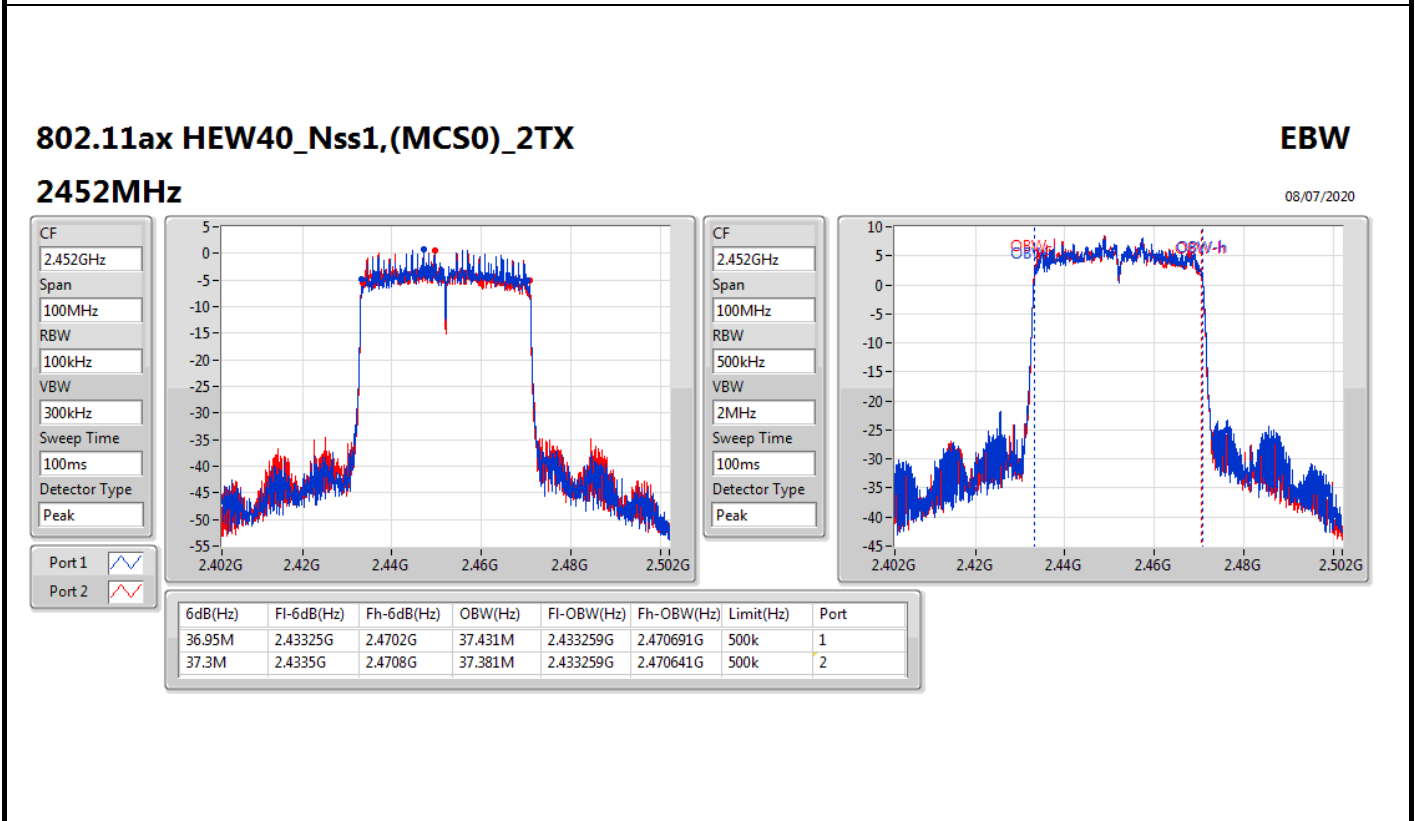 802.11ax HEW40_Nss1,(MCS0)_2TX EBW
2452MHz 08/07/2020
CF
2.452GHz
Span
100MHz
RBW
100kHz
VBW
300kHz
Sweep Time
100ms
Detector Type
Peak
Port 1
Port 2
5
0
-5
-10
-15
-20
-25
-30
-35
-40
-45
-50
-55
2.402G 2.42G 2.44G 2.46G 2.48G 2.502G
CF
2.452GHz
Span
100MHz
RBW
500kHz
VBW
2MHz
Sweep Time
100ms
Detector Type
Peak
10
5
0
-5
-10
-15
-20
-25
-30
-35
-40
-45
OBW-h
2.402G 2.42G 2.44G 2.46G 2.48G 2.502G
6dB(Hz) Fl-6dB(Hz) Fh-6dB(Hz) OBW(Hz) Fl-OBW(Hz) Fh-OBW(Hz) Limit(Hz) Port
36.95M 2.43325G 2.4702G 37.431M 2.433259G 2.470691G 500k 1
37.3M 2.4335G 2.4708G 37.381M 2.433259G 2.470641G 500k 2